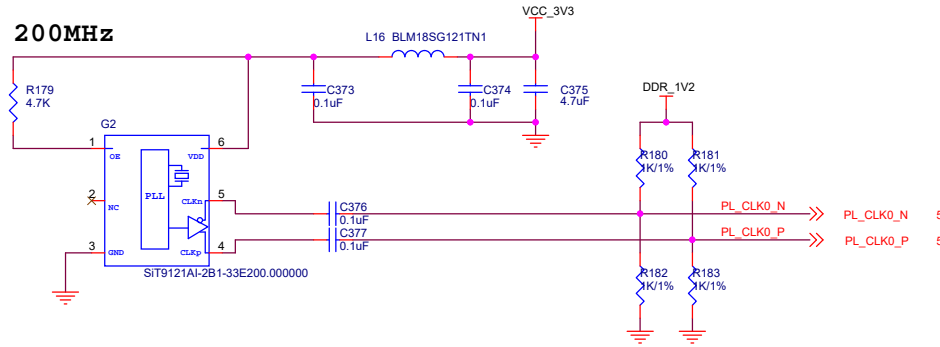 200MHz
VCC_3V3
L16 BLM18SG121TN1
R179
4.7K
C373
0.1uF
C374
0.1uF
C375
4.7uF
DDR_1V2
G2
1
OE
VDD
6
R180
1K/1%
R181
1K/1%
2
NC
PLL
CLKn
5
C376
0.1uF
PL_CLK0_N
PL_CLK0_N 5
3
GND
CLKp
4
C377
0.1uF
PL_CLK0_P
PL_CLK0_P 5
SiT9121AI-2B1-33E200.000000
R182
1K/1%
R183
1K/1%